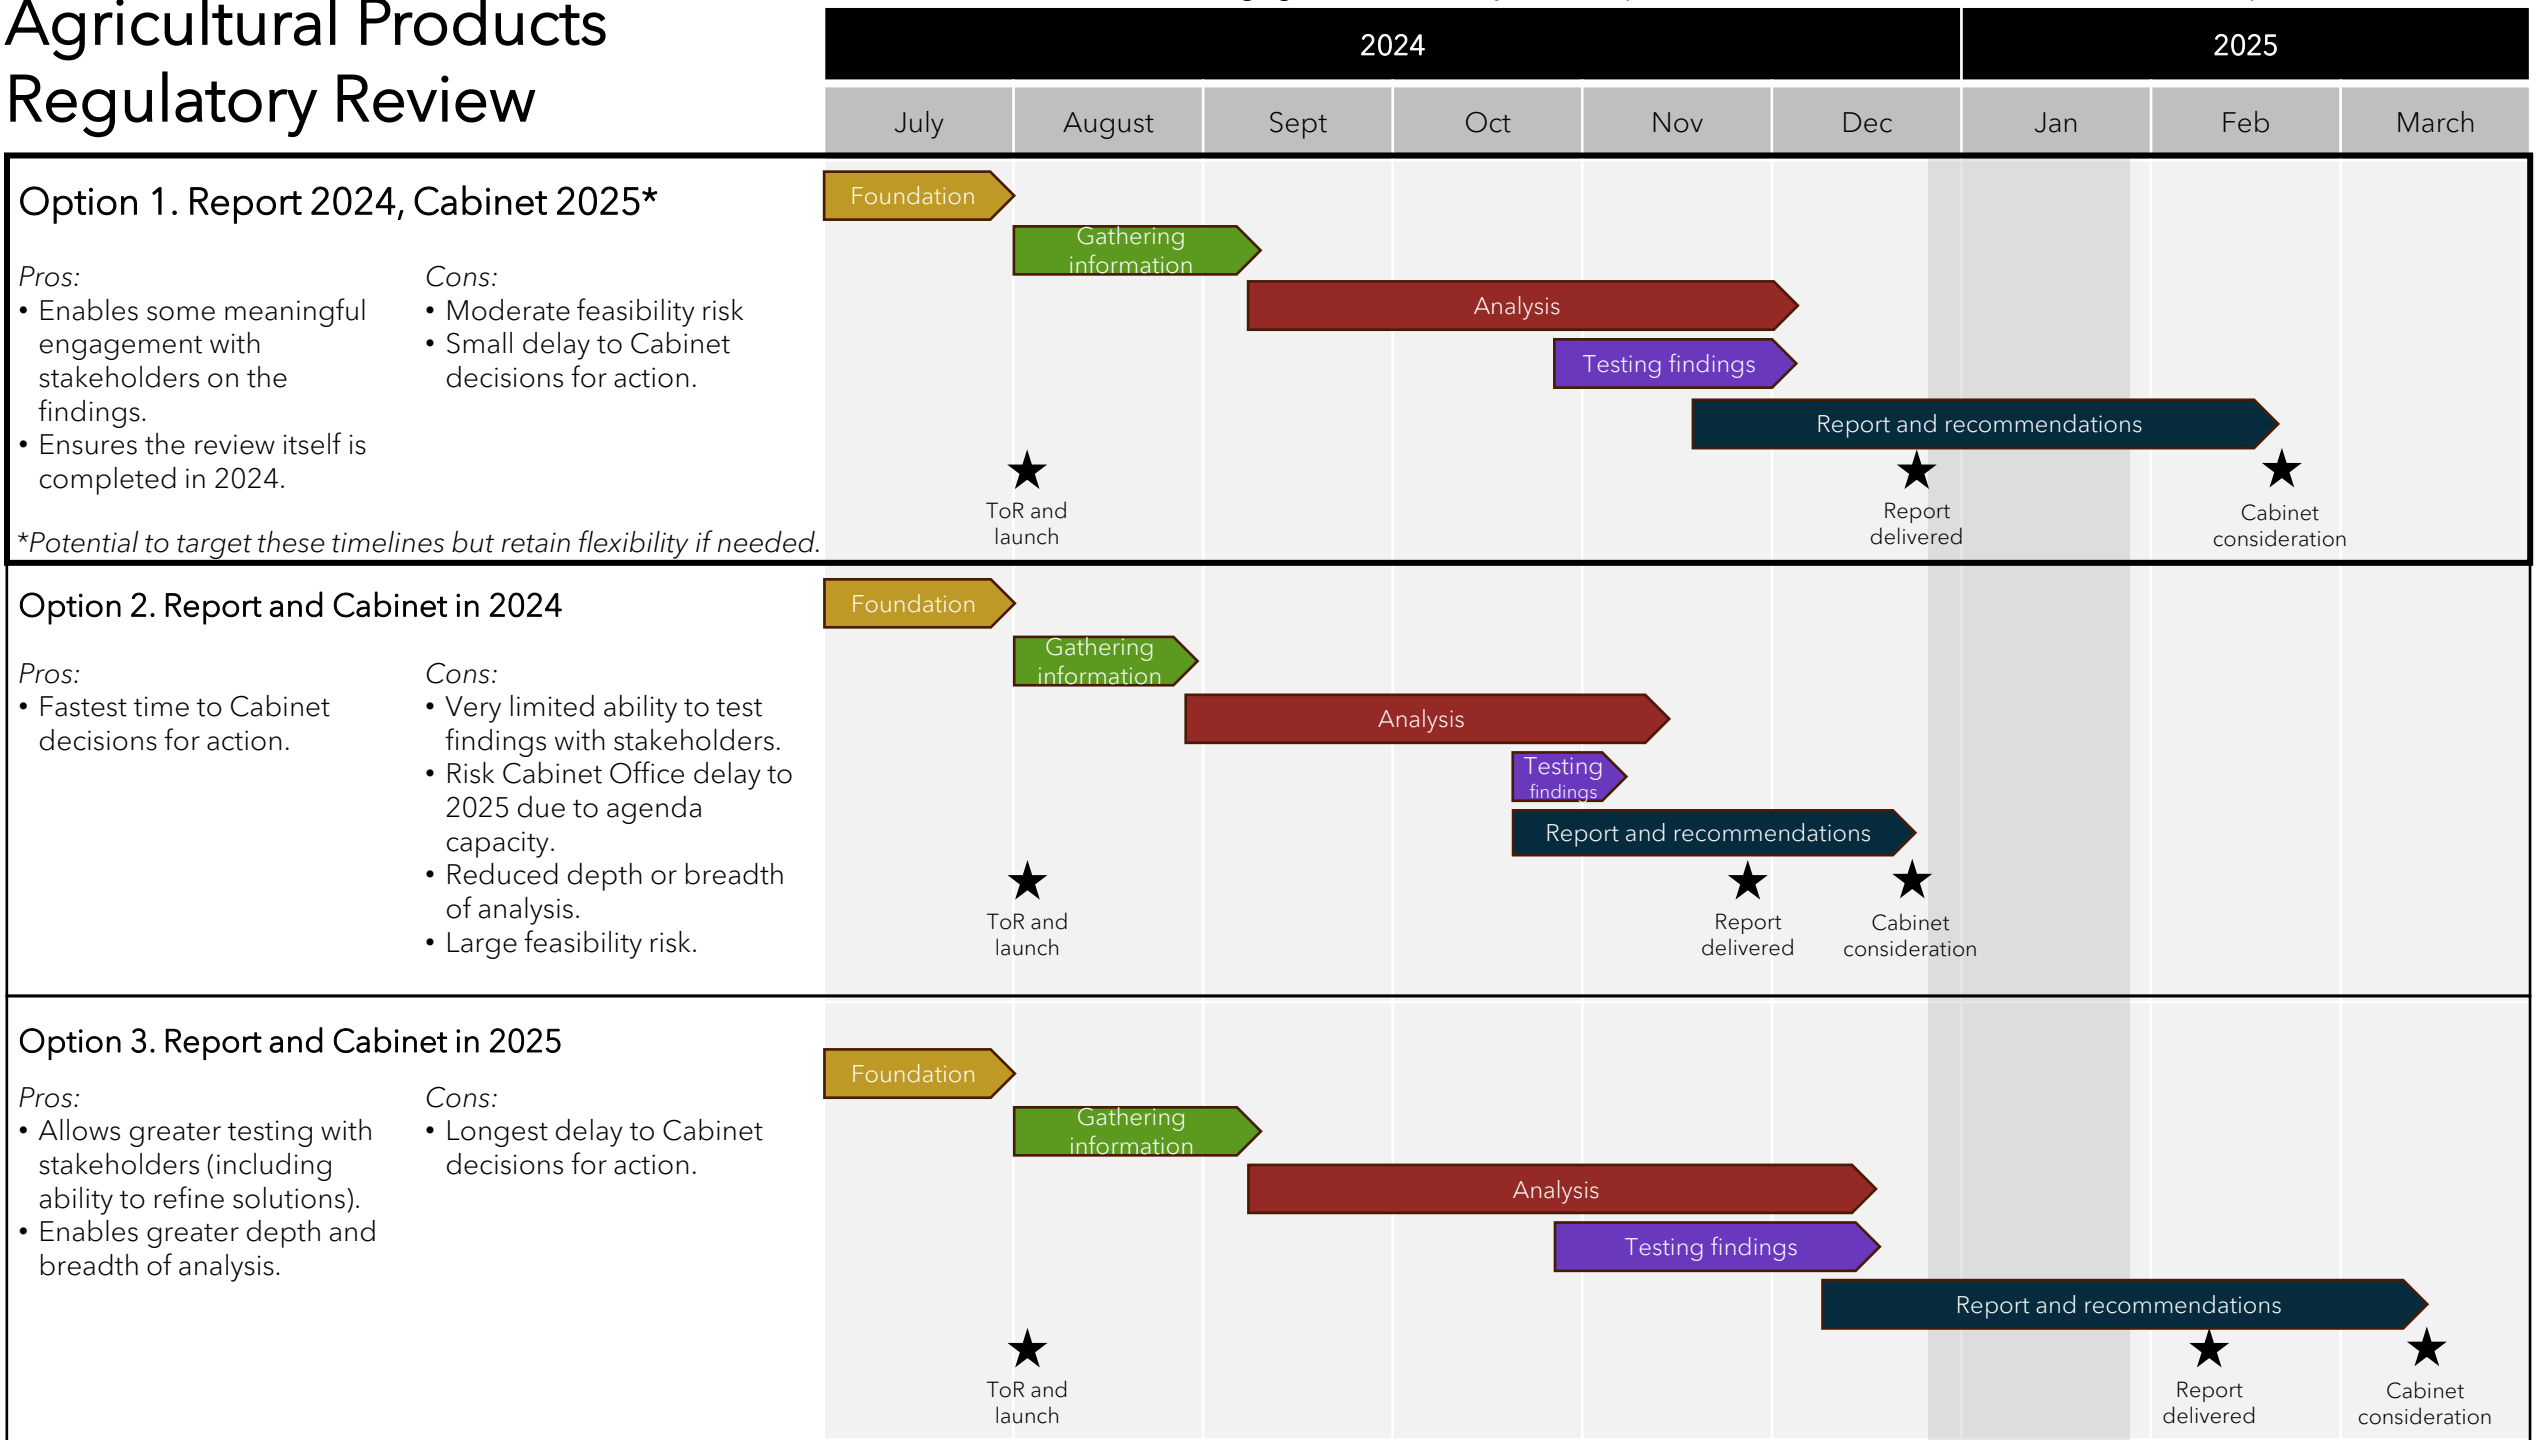 Agricultural Products
Regulatory Review
2024
2025
July
August
Sept
Oct
Nov
Dec
Jan
Feb
March
Option 1. Report 2024, Cabinet 2025*
Pros:
• Enables some meaningful
engagement with
stakeholders on the
findings.
• Ensures the review itself is
completed in 2024.
Cons:
• Moderate feasibility risk
• Small delay to Cabinet
decisions for action.
*Potential to target these timelines but retain flexibility if needed.
Foundation
Gathering
information
Analysis
Testing findings
Report and recommendations
ToR and
launch
Report
delivered
Cabinet
consideration
Option 2. Report and Cabinet in 2024
Pros:
• Fastest time to Cabinet
decisions for action.
Cons:
• Very limited ability to test
findings with stakeholders.
• Risk Cabinet Office delay to
2025 due to agenda
capacity.
• Reduced depth or breadth
of analysis.
• Large feasibility risk.
Foundation
Gathering
information
Analysis
Testing
findings
Report and recommendations
ToR and
launch
Report
delivered
Cabinet
consideration
Option 3. Report and Cabinet in 2025
Pros:
• Allows greater testing with
stakeholders (including
ability to refine solutions).
• Enables greater depth and
breadth of analysis.
Cons:
• Longest delay to Cabinet
decisions for action.
Foundation
Gathering
information
Analysis
Testing findings
Report and recommendations
ToR and
launch
Report
delivered
Cabinet
consideration